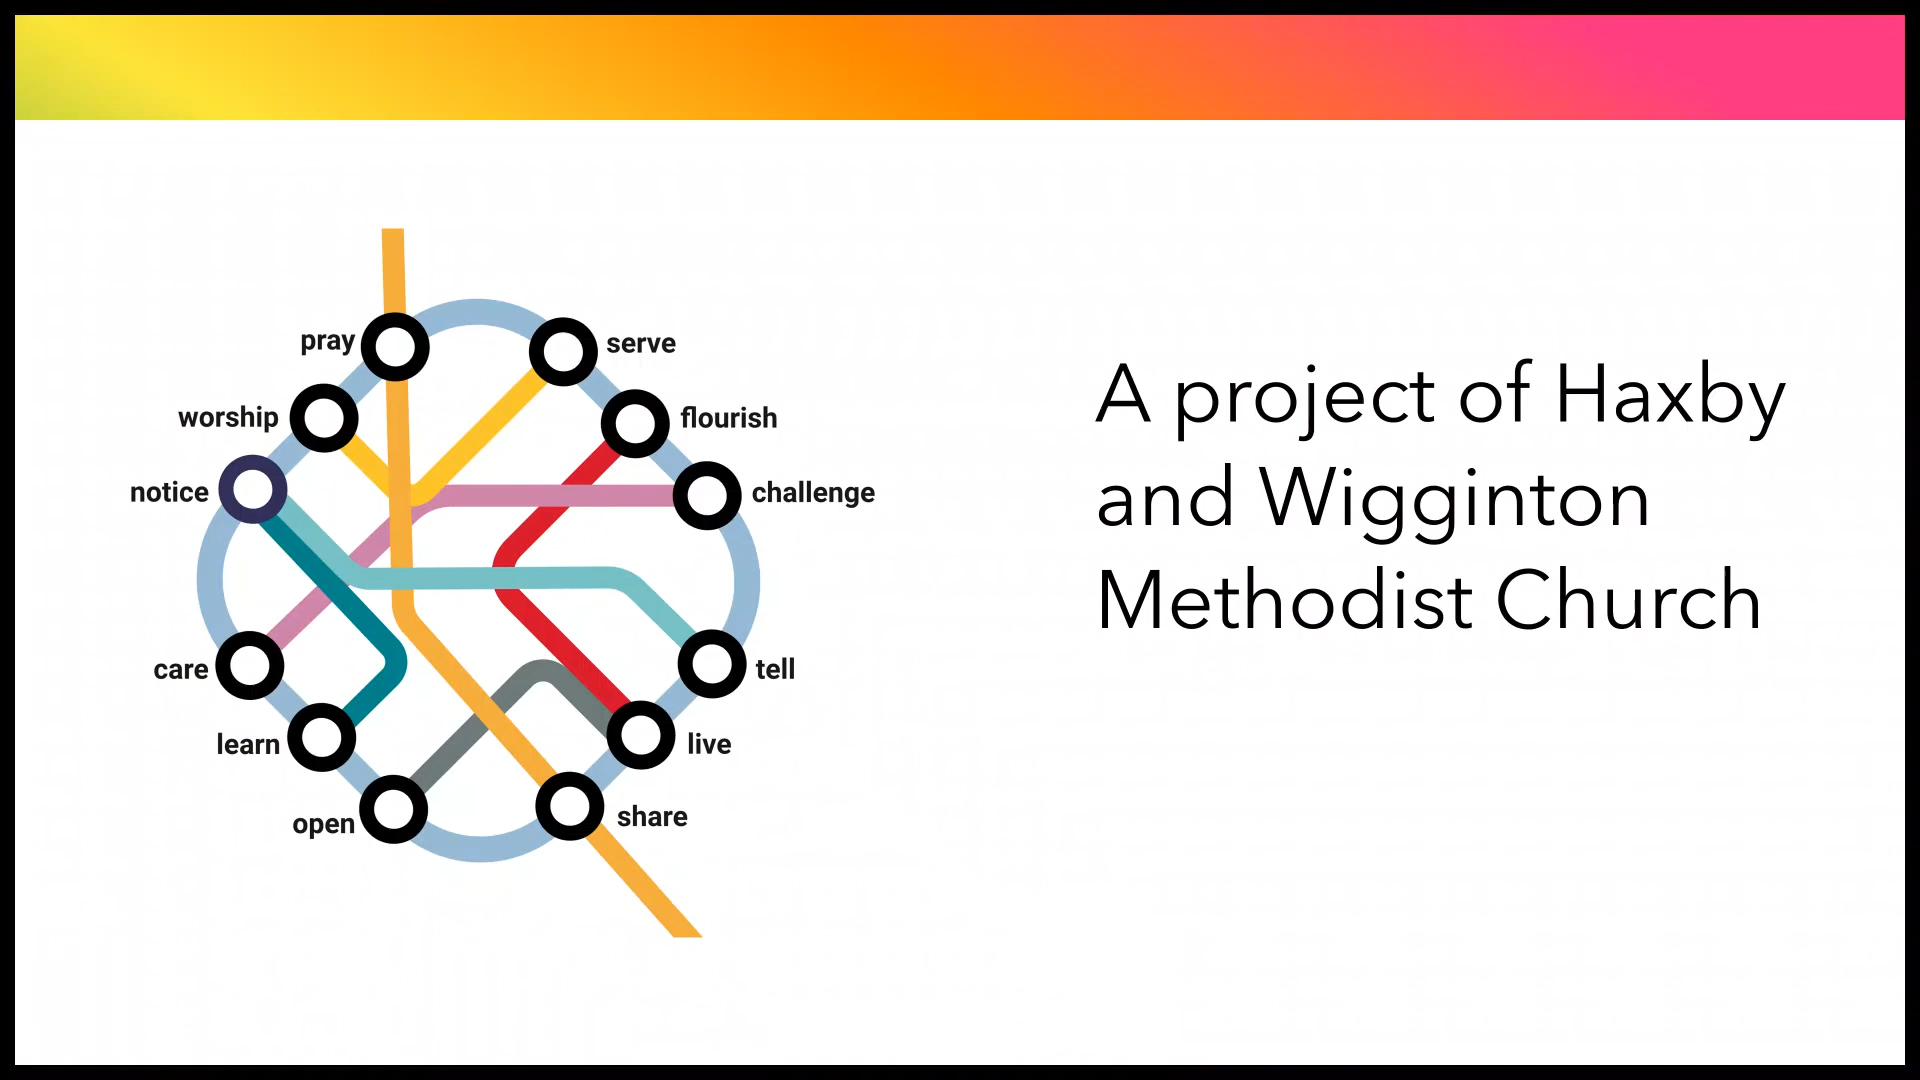 pray
serve
worship
flourish
notice
challenge
care
tell
learn
live
open
share
A project of Haxby
and Wigginton
Methodist Church